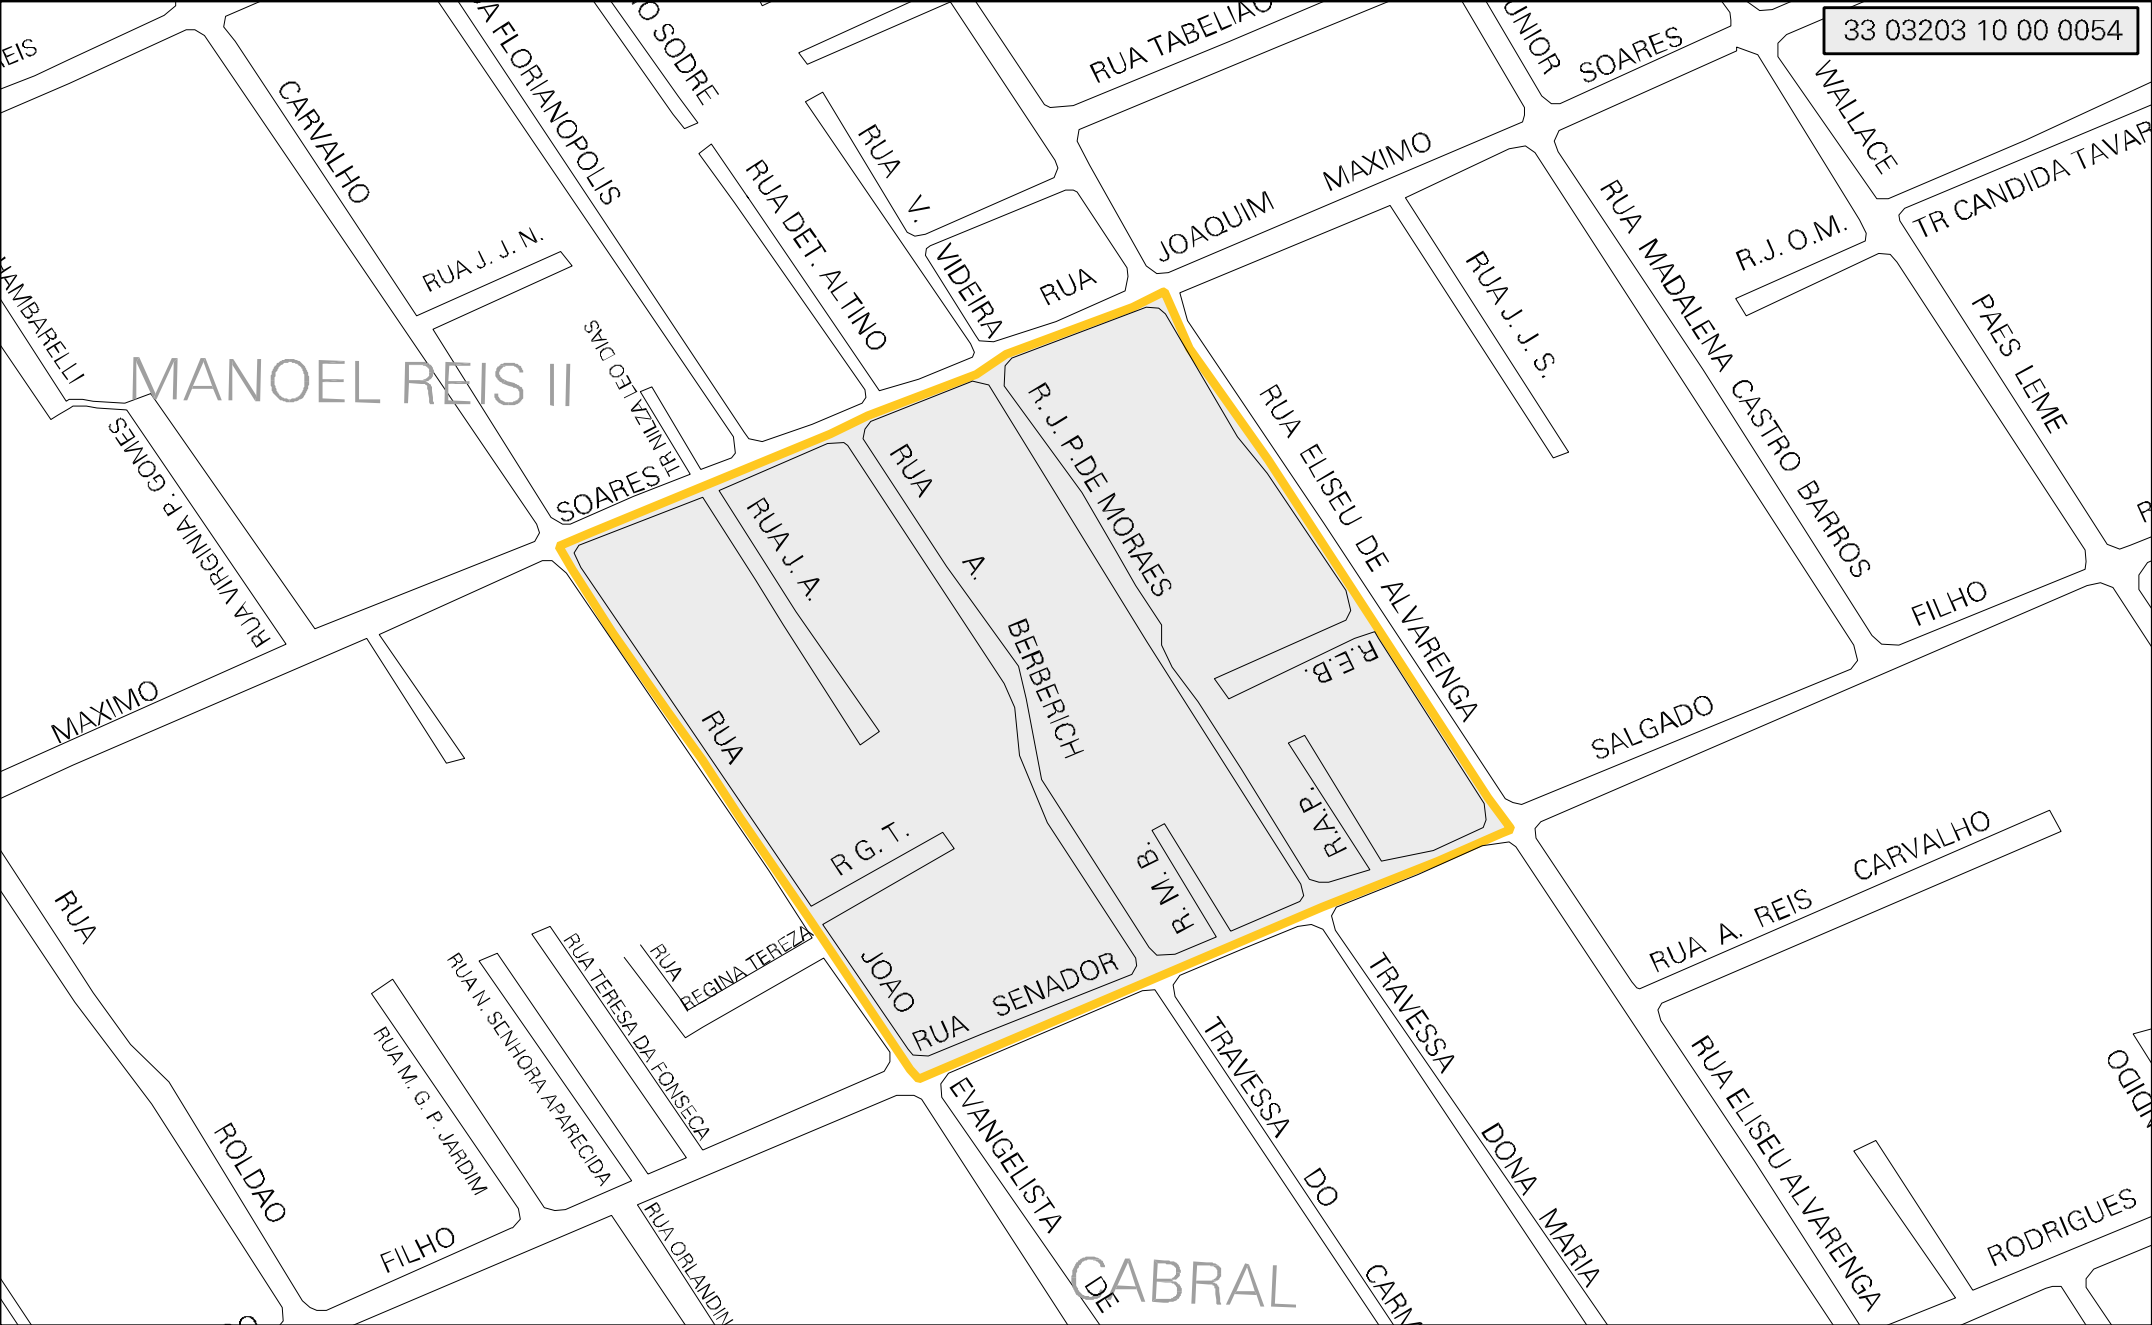 33 03203 10 00 0054
RUA TABELIAO
SOARES
WALLACE
CARVALHO
FLORIANOPOLIS
SODRE
RUA DET. ALTINO
RUA V.
VIDEIRA
RUA
JOAQUIM
MAXIMO
TR CANDIDA
RUA MADALENA CASTRO BARROS
R.J. O.M.
RUA J. J. N.
RUA J. J. S.
PAES LEME
TR NILZA LEO DIAS
MANOEL REIS II
RUA VIRGINIA P. GOMES
SOARES
RUA J. A.
RUA A. BERBERICH
R. J. P.DE MORAES
RUA ELISEU DE ALVARENGA
R.E.B.
FILHO
SALGADO
MAXIMO
RUA
R G. T.
R. M. B.
R.A.P.
JOAO
RUA SENADOR
RUA A. REIS CARVALHO
RUA
ROLDAO
RUA REGINA TEREZA
RUA TERESA DA FONSECA
RUA N. SENHORA APARECIDA
RUA M. G. P. JARDIM
FILHO
EVANGELISTA
DE
TRAVESSA
DO
TRAVESSA
DONA
MARIA
RUA ELISEU ALVARENGA
RODRIGUES
CABRAL